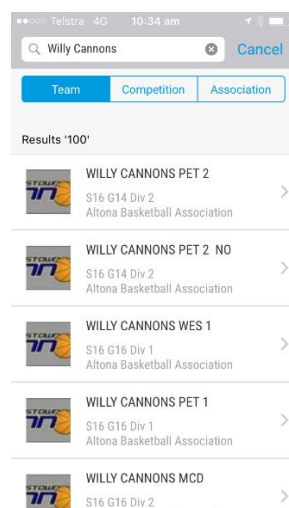 Telstra 4G 10:34 am
Willy Cannons Cancel
Team Competition Association
Results '100'
WILLY CANNONS PET 2
S16 G14 Div 2
Altona Basketball Association
WILLY CANNONS PET 2 NO
S16 G14 Div 2
Altona Basketball Association
WILLY CANNONS WES 1
S16 G16 Div 1
Altona Basketball Association
WILLY CANNONS PET 1
S16 G16 Div 1
Altona Basketball Association
WILLY CANNONS MCD
S16 G16 Div 2